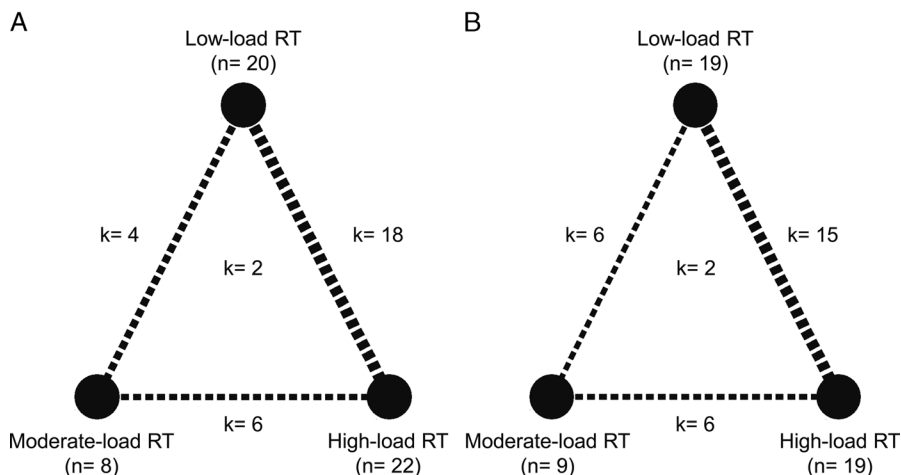 A
Low-load RT
(n= 20)
k= 4
k= 18
k= 2
k= 6
Moderate-load RT
(n= 8)
High-load RT
(n= 22)
B
Low-load RT
(n= 19)
k= 6
k= 15
k= 2
k= 6
Moderate-load RT
(n= 9)
High-load RT
(n= 19)